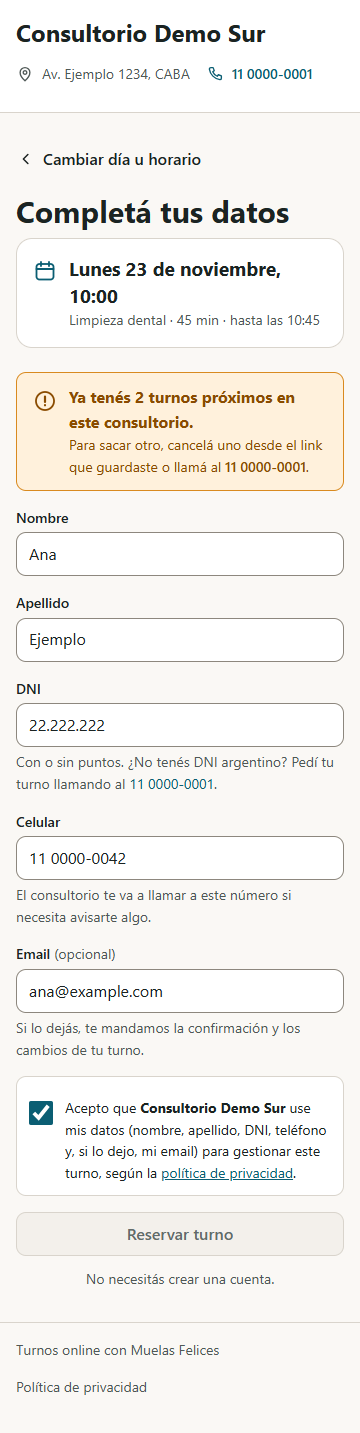 Consultorio Demo Sur
Av. Ejemplo 1234, CABA 11 0000-0001
Cambiar día u horario
Completá tus datos
Lunes 23 de noviembre,
10:00
Limpieza dental · 45 min · hasta las 10:45
Ya tenés 2 turnos próximos en
este consultorio.
Para sacar otro, cancelá uno desde el link
que guardaste o llamá al 11 0000-0001.
Nombre
Ana
Apellido
Ejemplo
DNI
22.222.222
Con o sin puntos. ¿No tenés DNI argentino? Pedí tu
turno llamando al 11 0000-0001.
Celular
11 0000-0042
El consultorio te va a llamar a este número si
necesita avisarte algo.
Email (opcional)
ana@example.com
Si lo dejás, te mandamos la confirmación y los
cambios de tu turno.
Acepto que Consultorio Demo Sur use
mis datos (nombre, apellido, DNI, teléfono
y, si lo dejo, mi email) para gestionar este
turno, según la política de privacidad.
Reservar turno
No necesitás crear una cuenta.
Turnos online con Muelas Felices
Política de privacidad